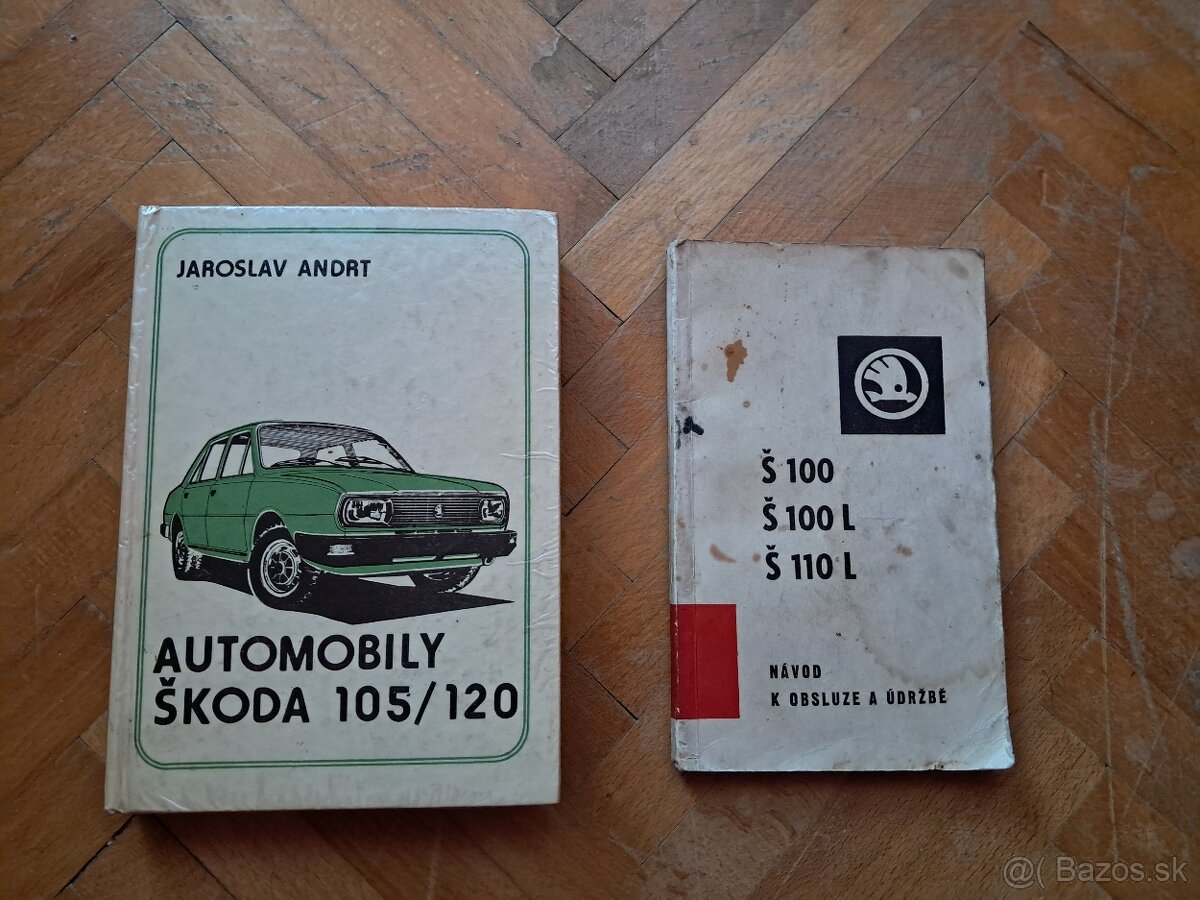 JAROSLAV ANDRT
AUTOMOBILY
ŠKODA 105/120
Š 100
Š 100 L
Š 110 L
NÁVOD
K OBSLUZE A ÚDRŽBĚ
@( Bazos.sk